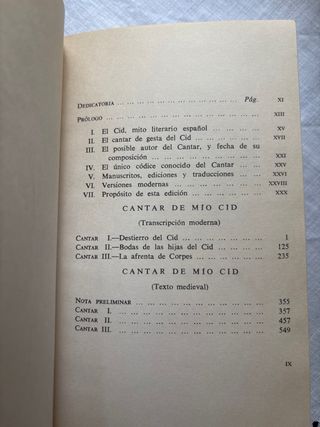 DEDICATORIA ... ... ... ... ... ... ... ... ... ... ... Pág. XI
PRÓLOGO ... ... ... ... ... ... ... ... ... ... ... ... ... ... XIII
I. El Cid, mito literario español ... ... ... ... ... XV
II. El cantar de gesta del Cid ... ... ... ... ... ... XVII
III. El posible autor del Cantar, y fecha de su
composición ... ... ... ... ... ... ... ... ... ... XXI
IV. El único códice conocido del Cantar ... ... ... XXV
V. Manuscritos, ediciones y traducciones ... ... ... XXVI
VI. Versiones modernas ... ... ... ... ... ... ... ... XXVIII
VII. Propósito de esta edición ... ... ... ... ... ... XXX
CANTAR DE MÍO CID
(Transcripción moderna)
CANTAR I.—Destierro del Cid ... ... ... ... ... ... 1
CANTAR II.—Bodas de las hijas del Cid ... ... ... ... 125
CANTAR III.—La afrenta de Corpes ... ... ... ... ... 235
CANTAR DE MÍO CID
(Texto medieval)
NOTA PRELIMINAR ... ... ... ... ... ... ... ... ... ... 355
CANTAR I. ... ... ... ... ... ... ... ... ... ... ... 357
CANTAR II. ... ... ... ... ... ... ... ... ... ... ... 457
CANTAR III. ... ... ... ... ... ... ... ... ... ... ... 549
IX